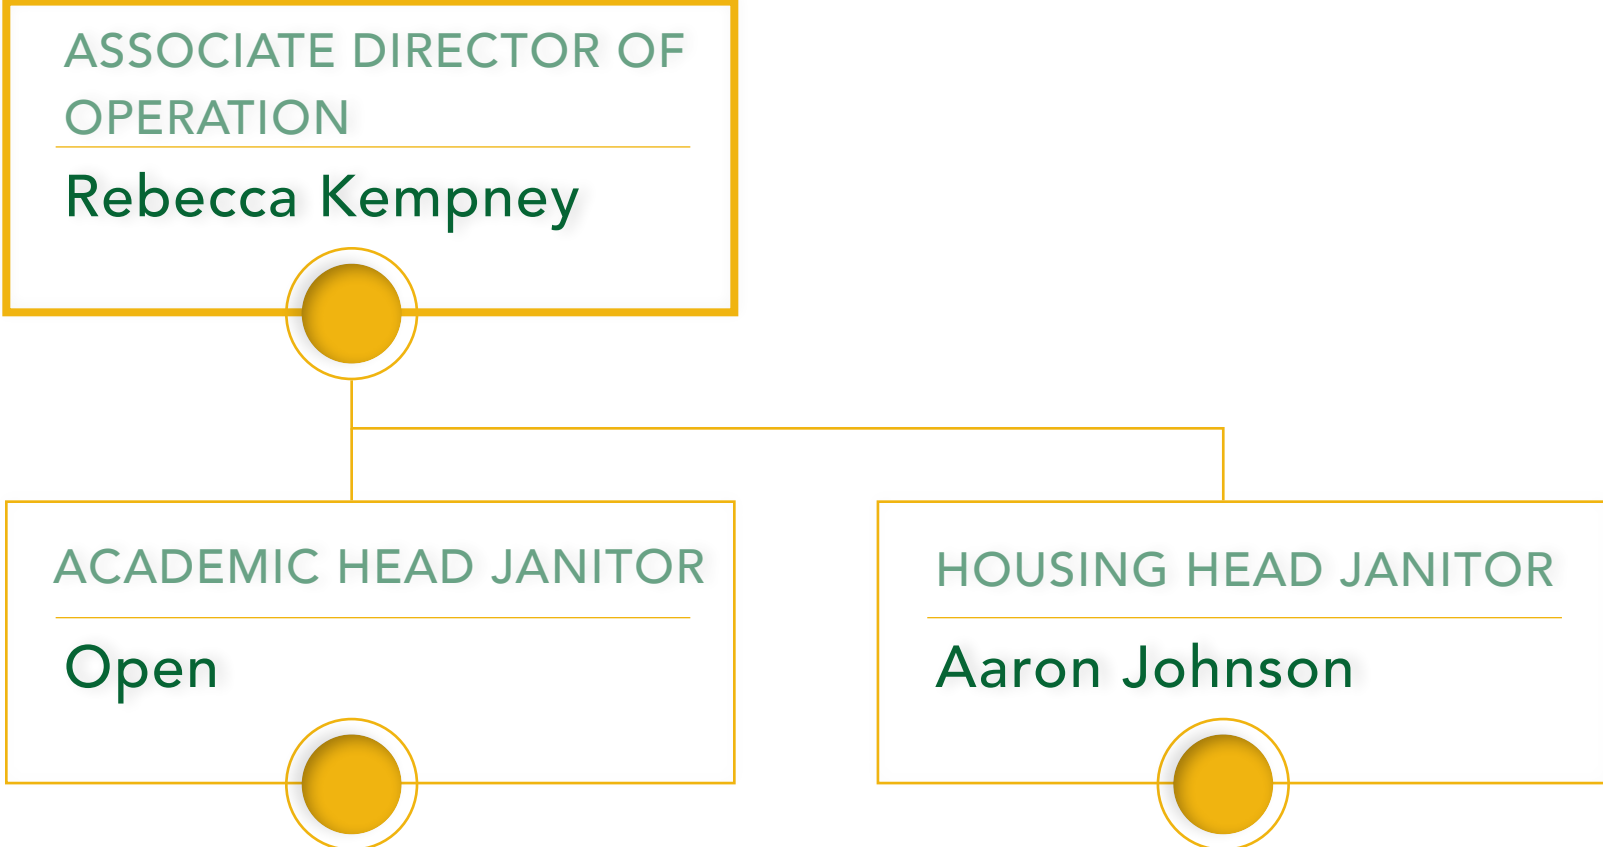 ASSOCIATE DIRECTOR OF
OPERATION
Rebecca Kempney
ACADEMIC HEAD JANITOR
Open
HOUSING HEAD JANITOR
Aaron Johnson